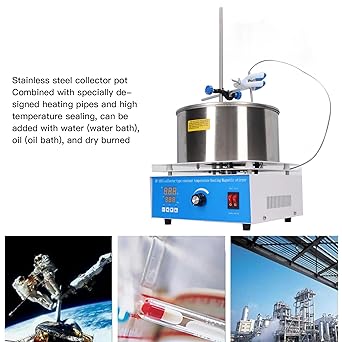 Stainless steel collector pot
Combined with specially de-
signed heating pipes and high
temperature sealing, can be
added with water (water bath),
oil (oil bath), and dry burned